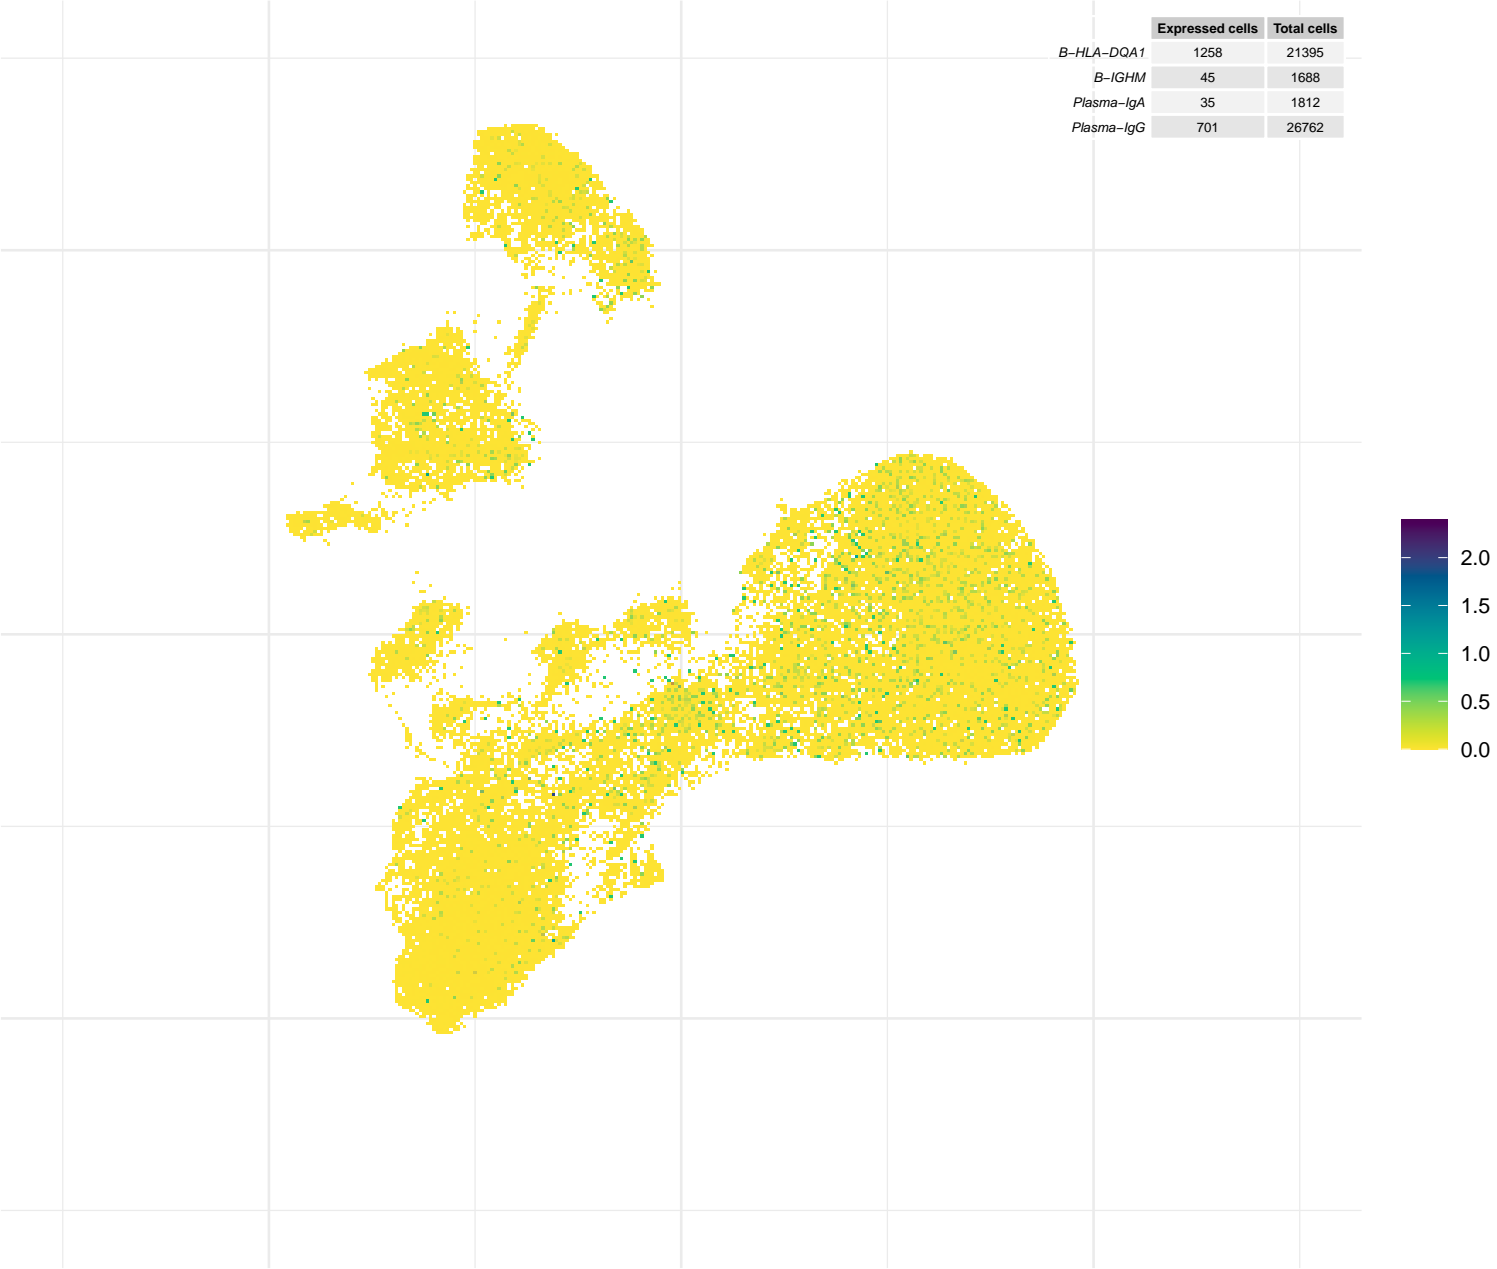 Expressed cells Total cells
B−HLA−DQA1 1258 21395
B−IGHM 45 1688
Plasma−IgA 35 1812
Plasma−IgG 701 26762
2.0
1.5
1.0
0.5
0.0